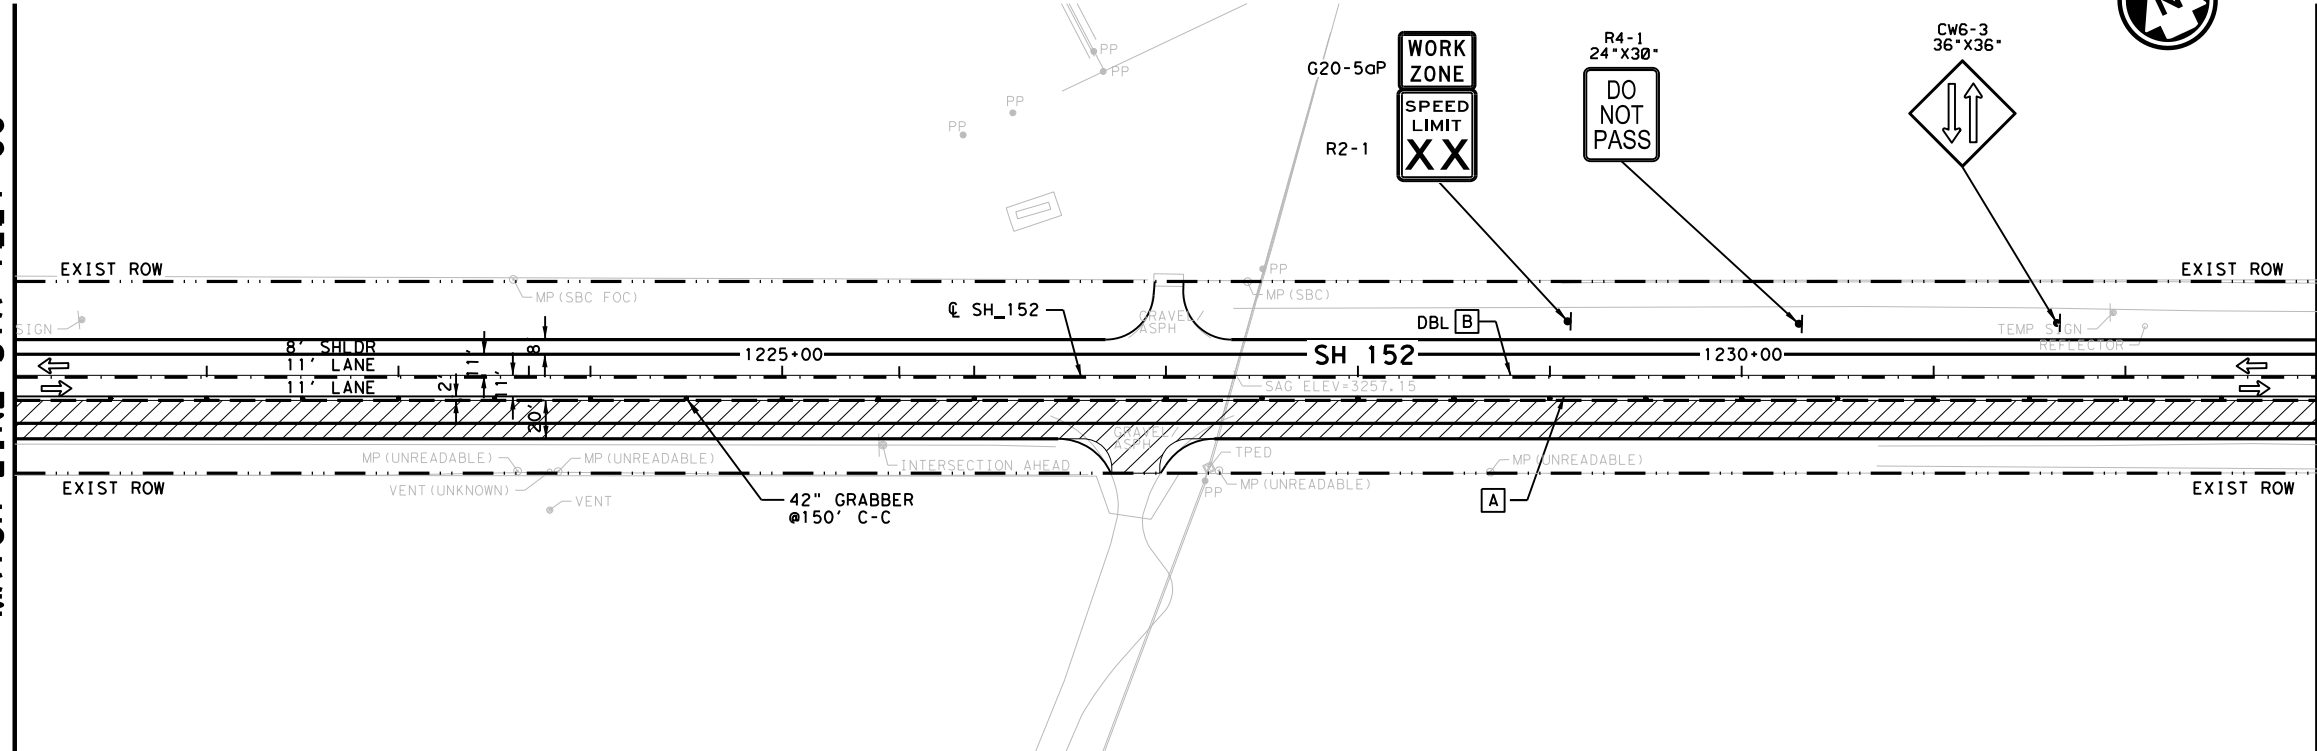 WORK
ZONE
G20-5aP
SPEED
LIMIT
XX
R2-1
R4-1
24"X30"
DO
NOT
PASS
CW6-3
36"X36"
N
PP
PP
PP
PP
EXIST ROW
EXIST ROW
MP(SBC FOC)
PP
MP(SBC)
SIGN
℄ SH_152
GRAVEL/
ASPH
DBL B
TEMP SIGN
REFLECTOR
8' SHLDR
11' LANE
11' LANE
2'
11'
11'
8'
20'
1225+00
SH 152
1230+00
SAG ELEV=3257.15
GRAVEL/
ASPH
MP(UNREADABLE)
MP(UNREADABLE)
INTERSECTION AHEAD
TPED
MP(UNREADABLE)
MP(UNREADABLE)
PP
EXIST ROW
EXIST ROW
VENT(UNKNOWN)
VENT
42" GRABBER
@150' C-C
A